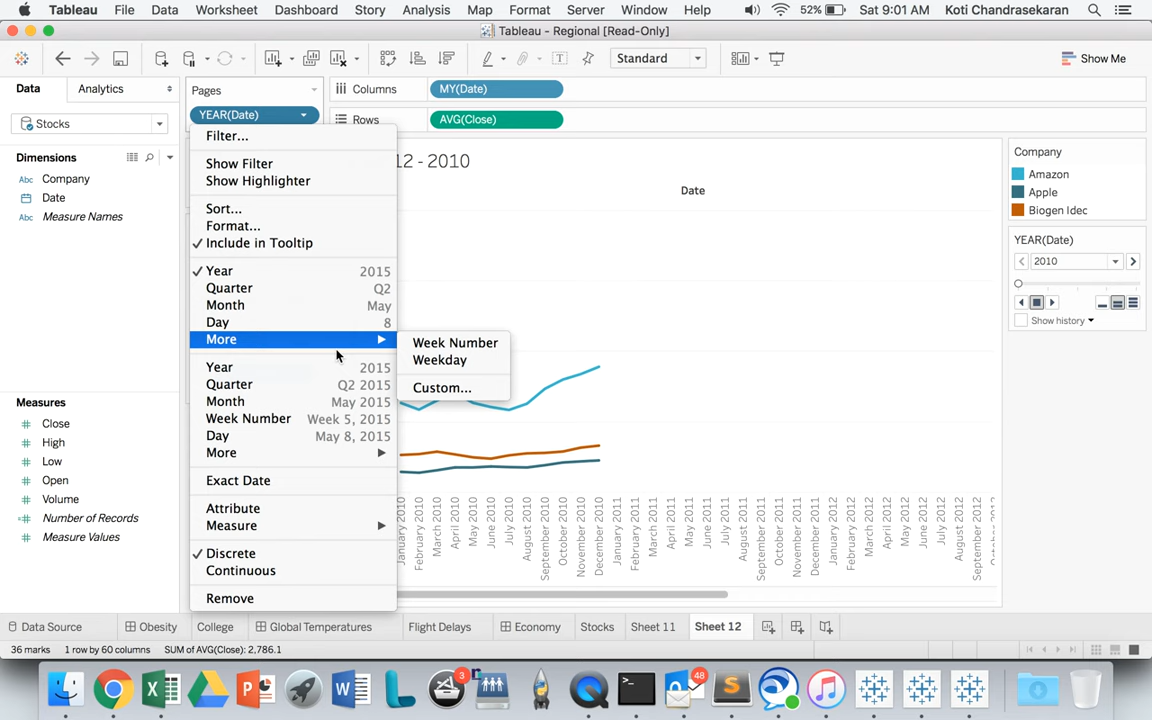 Tableau File Data Worksheet Dashboard Story Analysis Map Format Server Window Help 52% Sat 9:01 AM Koti Chandrasekaran
Tableau - Regional [Read-Only]
Standard Show Me
Data Analytics Pages Columns MY(Date)
YEAR(Date) Rows AVG(Close)
Stocks
Dimensions
Abc Company
Date
Abc Measure Names
Measures
Close
High
Low
Open
Volume
Number of Records
Measure Values
Filter...
Show Filter
Show Highlighter
Sort...
Format...
✓ Include in Tooltip
✓ Year 2015
Quarter Q2
Month May
Day 8
More
Year 2015
Quarter Q2 2015
Month May 2015
Week Number Week 5, 2015
Day May 8, 2015
More
Exact Date
Attribute
Measure
✓ Discrete
Continuous
Remove
Week Number
Weekday
Custom...
12 - 2010
Date
January 2010
February 2010
March 2010
April 2010
May 2010
June 2010
July 2010
August 2010
September 2010
October 2010
November 2010
December 2010
January 2011
February 2011
March 2011
April 2011
May 2011
June 2011
July 2011
August 2011
September 2011
October 2011
November 2011
December 2011
January 2012
February 2012
March 2012
April 2012
May 2012
June 2012
July 2012
August 2012
September 2012
Company
Amazon
Apple
Biogen Idec
YEAR(Date)
2010
Show history
Data Source Obesity College Global Temperatures Flight Delays Economy Stocks Sheet 11 Sheet 12
36 marks 1 row by 60 columns SUM of AVG(Close): 2,786.1
3 48